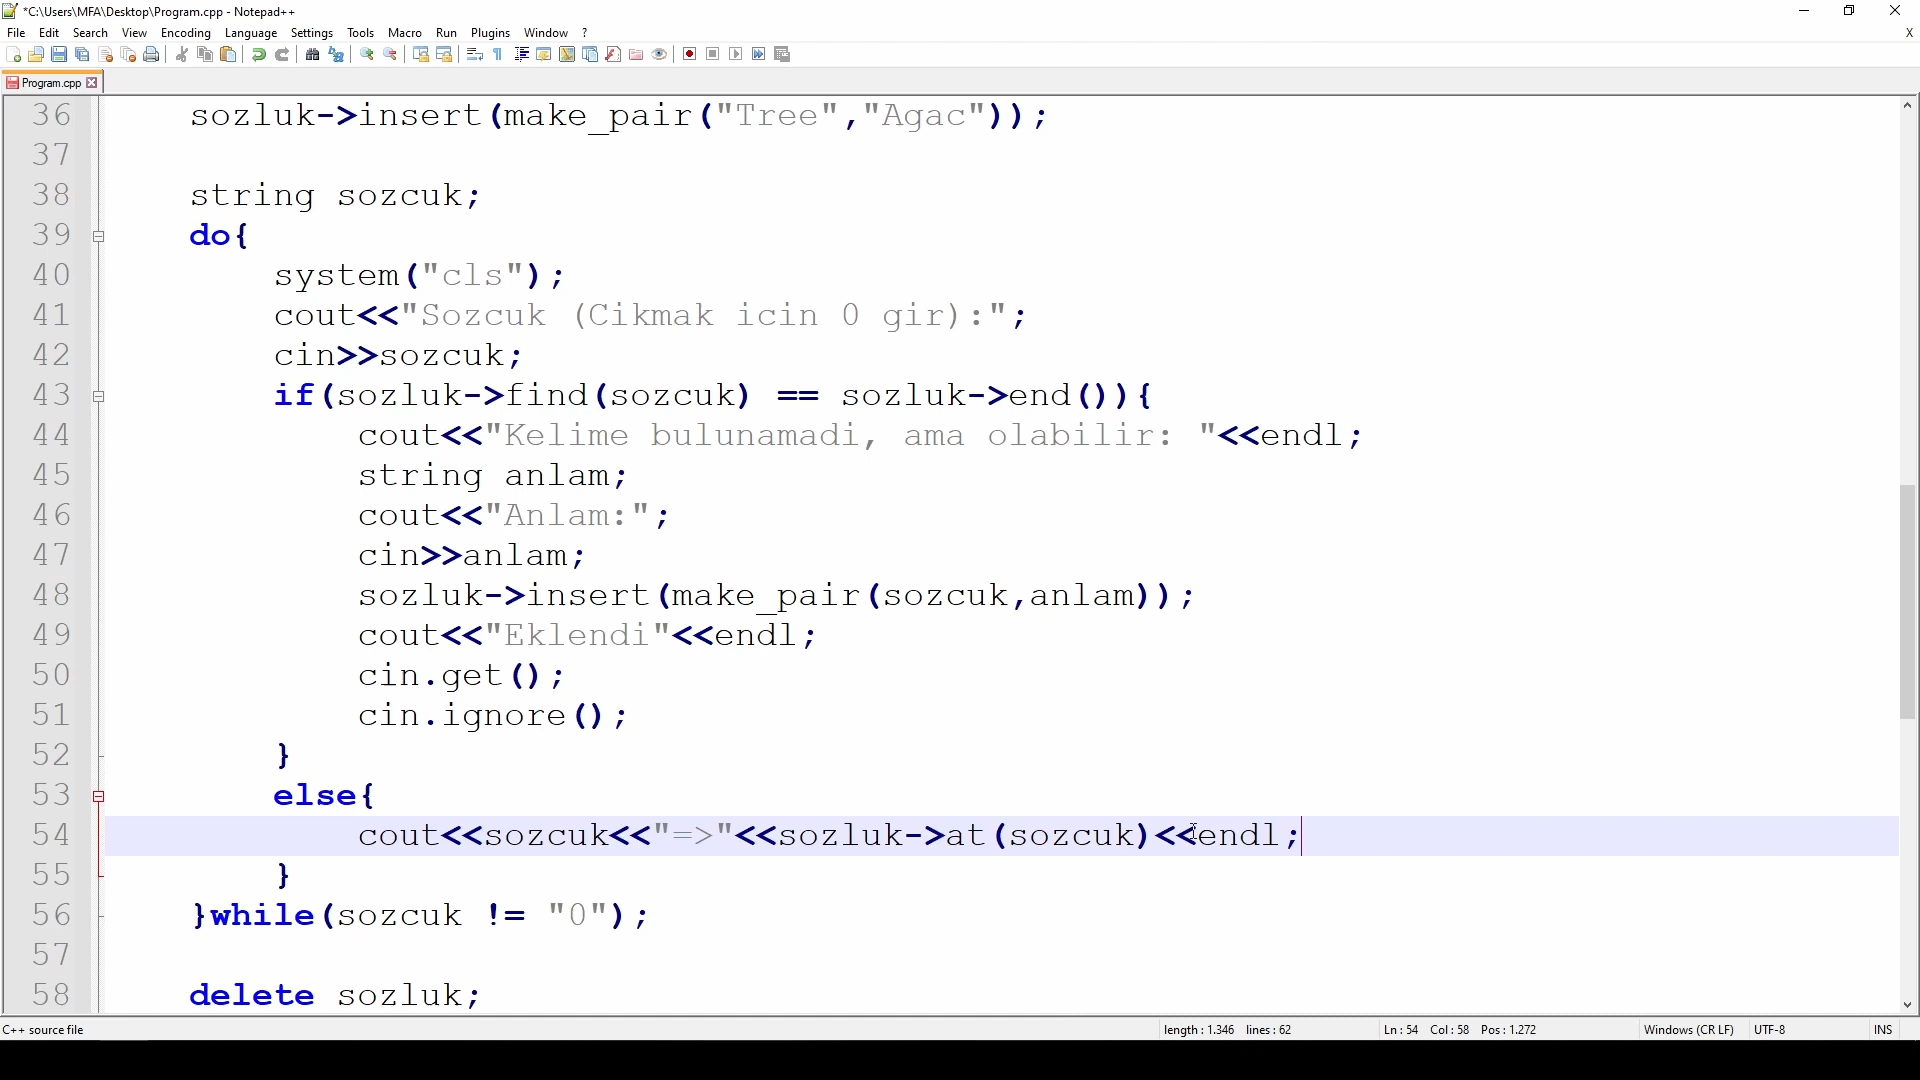 *C:\Users\MFA\Desktop\Program.cpp - Notepad++
File Edit Search View Encoding Language Settings Tools Macro Run Plugins Window ? X
Program.cpp
36 sozluk->insert(make_pair("Tree","Agac"));
37
38 string sozcuk;
39 do{
40 system("cls");
41 cout<<"Sozcuk (Cikmak icin 0 gir):";
42 cin>>sozcuk;
43 if(sozluk->find(sozcuk) == sozluk->end()){
44 cout<<"Kelime bulunamadi, ama olabilir: "<<endl;
45 string anlam;
46 cout<<"Anlam:";
47 cin>>anlam;
48 sozluk->insert(make_pair(sozcuk,anlam));
49 cout<<"Eklendi"<<endl;
50 cin.get();
51 cin.ignore();
52 }
53 else{
54 cout<<sozcuk<<"=>"<<sozluk->at(sozcuk)<<endl;
55 }
56 }while(sozcuk != "0");
57
58 delete sozluk;
C++ source file length : 1.346 lines : 62 Ln : 54 Col : 58 Pos : 1.272 Windows (CR LF) UTF-8 INS